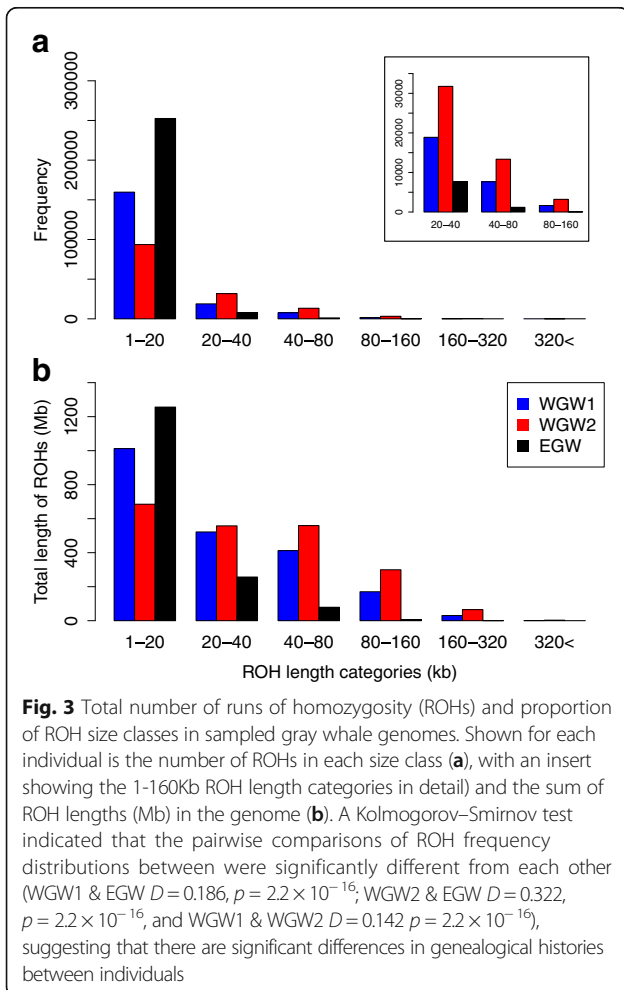 a
Frequency
300000
200000
100000
0
1–20
20–40
40–80
80–160
160–320
320<
30000
20000
10000
0
20–40
40–80
80–160
b
Total length of ROHs (Mb)
1200
800
400
0
WGW1
WGW2
EGW
1–20
20–40
40–80
80–160
160–320
320<
ROH length categories (kb)
Fig. 3 Total number of runs of homozygosity (ROHs) and proportion
of ROH size classes in sampled gray whale genomes. Shown for each
individual is the number of ROHs in each size class (a), with an insert
showing the 1-160Kb ROH length categories in detail) and the sum of
ROH lengths (Mb) in the genome (b). A Kolmogorov–Smirnov test
indicated that the pairwise comparisons of ROH frequency
distributions between were significantly different from each other
(WGW1 & EGW D = 0.186, p = 2.2 × 10⁻¹⁶; WGW2 & EGW D = 0.322,
p = 2.2 × 10⁻¹⁶, and WGW1 & WGW2 D = 0.142 p = 2.2 × 10⁻¹⁶),
suggesting that there are significant differences in genealogical histories
between individuals